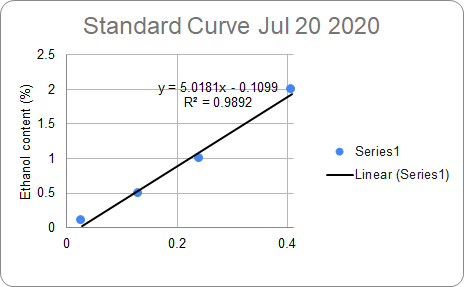 Standard Curve Jul 20 2020
2.5
2
1.5
1
0.5
0
Ethanol content (%)
y = 5.0181x - 0.1099
R² = 0.9892
0
0.2
0.4
Series1
Linear (Series1)